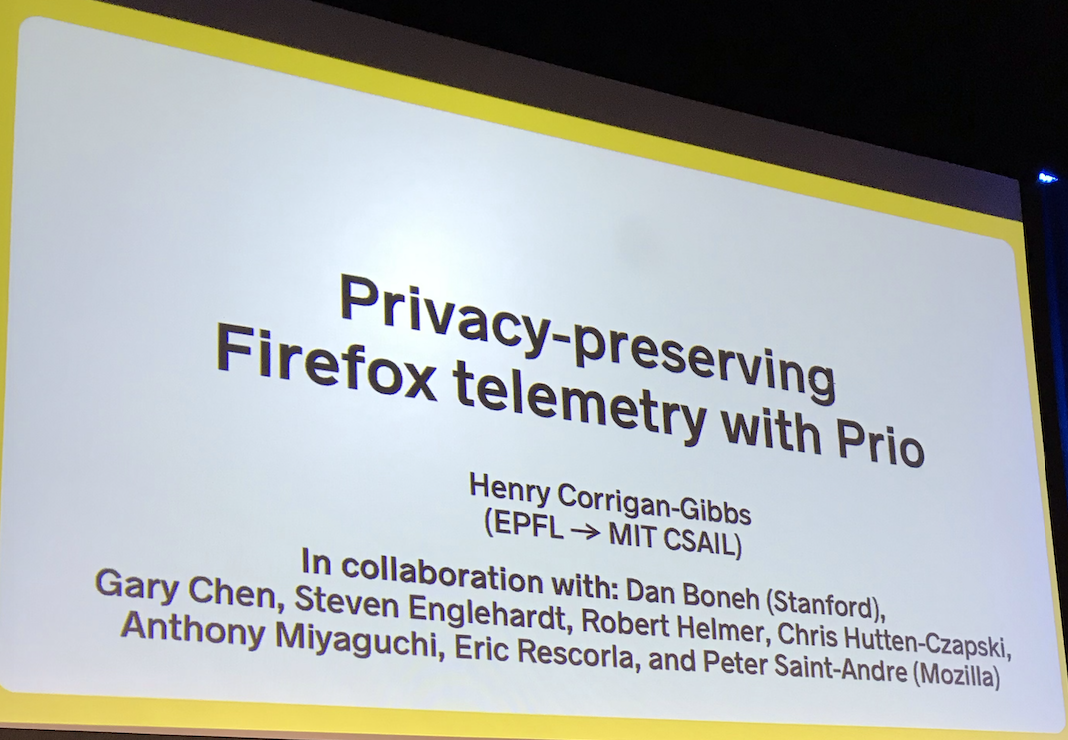 Privacy-preserving
Firefox telemetry with Prio
Henry Corrigan-Gibbs
(EPFL → MIT CSAIL)
In collaboration with: Dan Boneh (Stanford),
Gary Chen, Steven Englehardt, Robert Helmer, Chris Hutten-Czapski,
Anthony Miyaguchi, Eric Rescorla, and Peter Saint-Andre (Mozilla)